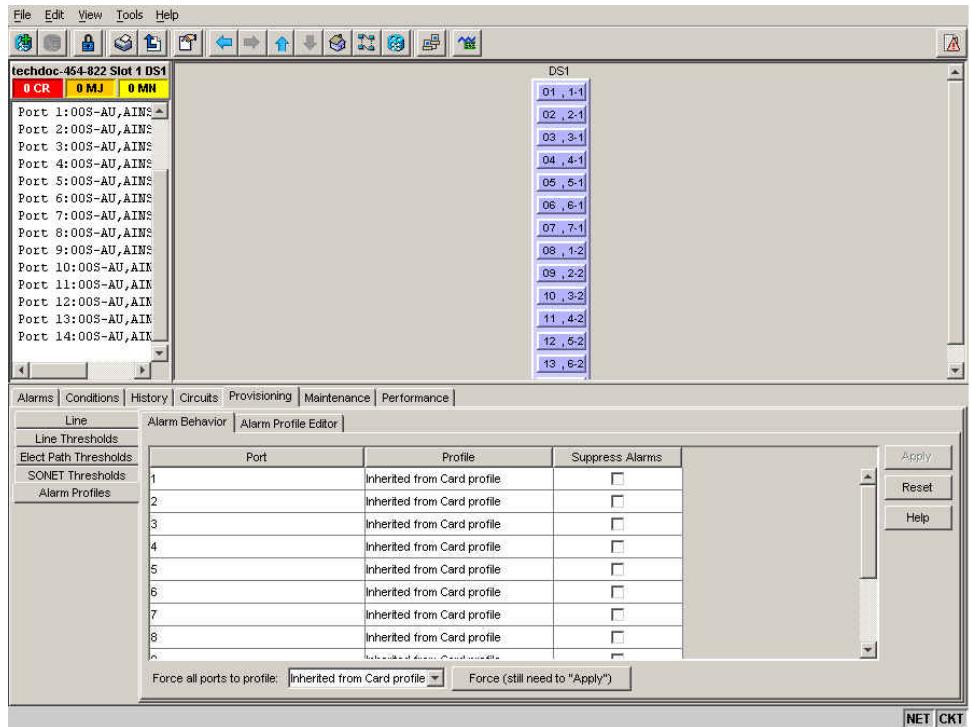 File Edit View Tools Help
techdoc-454-822 Slot 1 DS1
0 CR 0 MJ 0 MN
Port 1:OOS-AU,AINS
Port 2:OOS-AU,AINS
Port 3:OOS-AU,AINS
Port 4:OOS-AU,AINS
Port 5:OOS-AU,AINS
Port 6:OOS-AU,AINS
Port 7:OOS-AU,AINS
Port 8:OOS-AU,AINS
Port 9:OOS-AU,AINS
Port 10:OOS-AU,AIN
Port 11:OOS-AU,AIN
Port 12:OOS-AU,AIN
Port 13:OOS-AU,AIN
Port 14:OOS-AU,AIN
DS1
01 , 1-1
02 , 2-1
03 , 3-1
04 , 4-1
05 , 5-1
06 , 6-1
07 , 7-1
08 , 1-2
09 , 2-2
10 , 3-2
11 , 4-2
12 , 5-2
13 , 6-2
Alarms Conditions History Circuits Provisioning Maintenance Performance
Line
Line Thresholds
Elect Path Thresholds
SONET Thresholds
Alarm Profiles
Alarm Behavior Alarm Profile Editor
Port Profile Suppress Alarms
1 Inherited from Card profile
2 Inherited from Card profile
3 Inherited from Card profile
4 Inherited from Card profile
5 Inherited from Card profile
6 Inherited from Card profile
7 Inherited from Card profile
8 Inherited from Card profile
Apply
Reset
Help
Force all ports to profile: Inherited from Card profile Force (still need to "Apply")
NET CKT